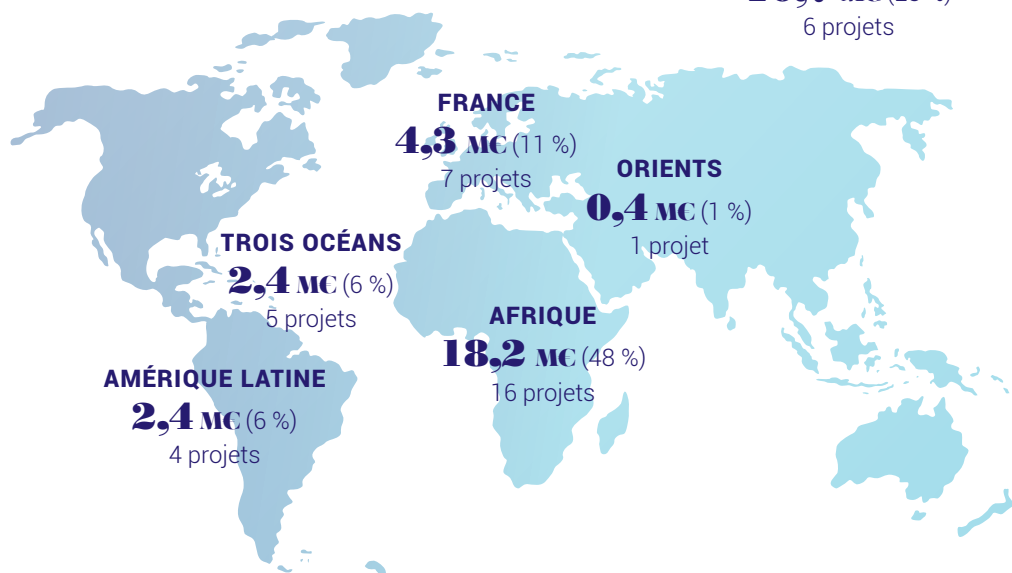 6 projets
FRANCE
4,3 M€ (11 %)
7 projets
ORIENTS
0,4 M€ (1 %)
1 projet
TROIS OCÉANS
2,4 M€ (6 %)
5 projets
AFRIQUE
18,2 M€ (48 %)
16 projets
AMÉRIQUE LATINE
2,4 M€ (6 %)
4 projets